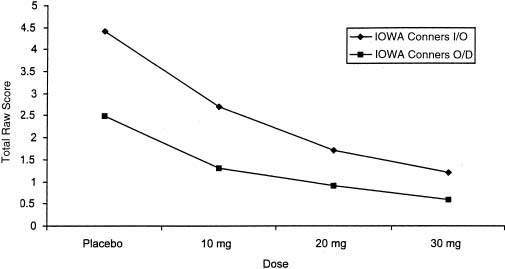 5
4.5
4
3.5
3
2.5
2
1.5
1
0.5
0
Total Raw Score
IOWA Conners I/O
IOWA Conners O/D
Placebo 10 mg 20 mg 30 mg
Dose